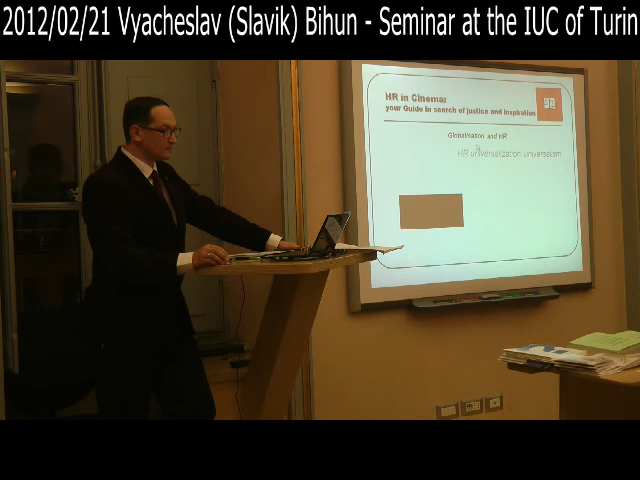 2012/02/21 Vyacheslav (Slavik) Bihun - Seminar at the IUC of Turin
HR in Cinema:
your Guide in search of justice and inspiration
Globalisation and HR
HR universalization, universalism